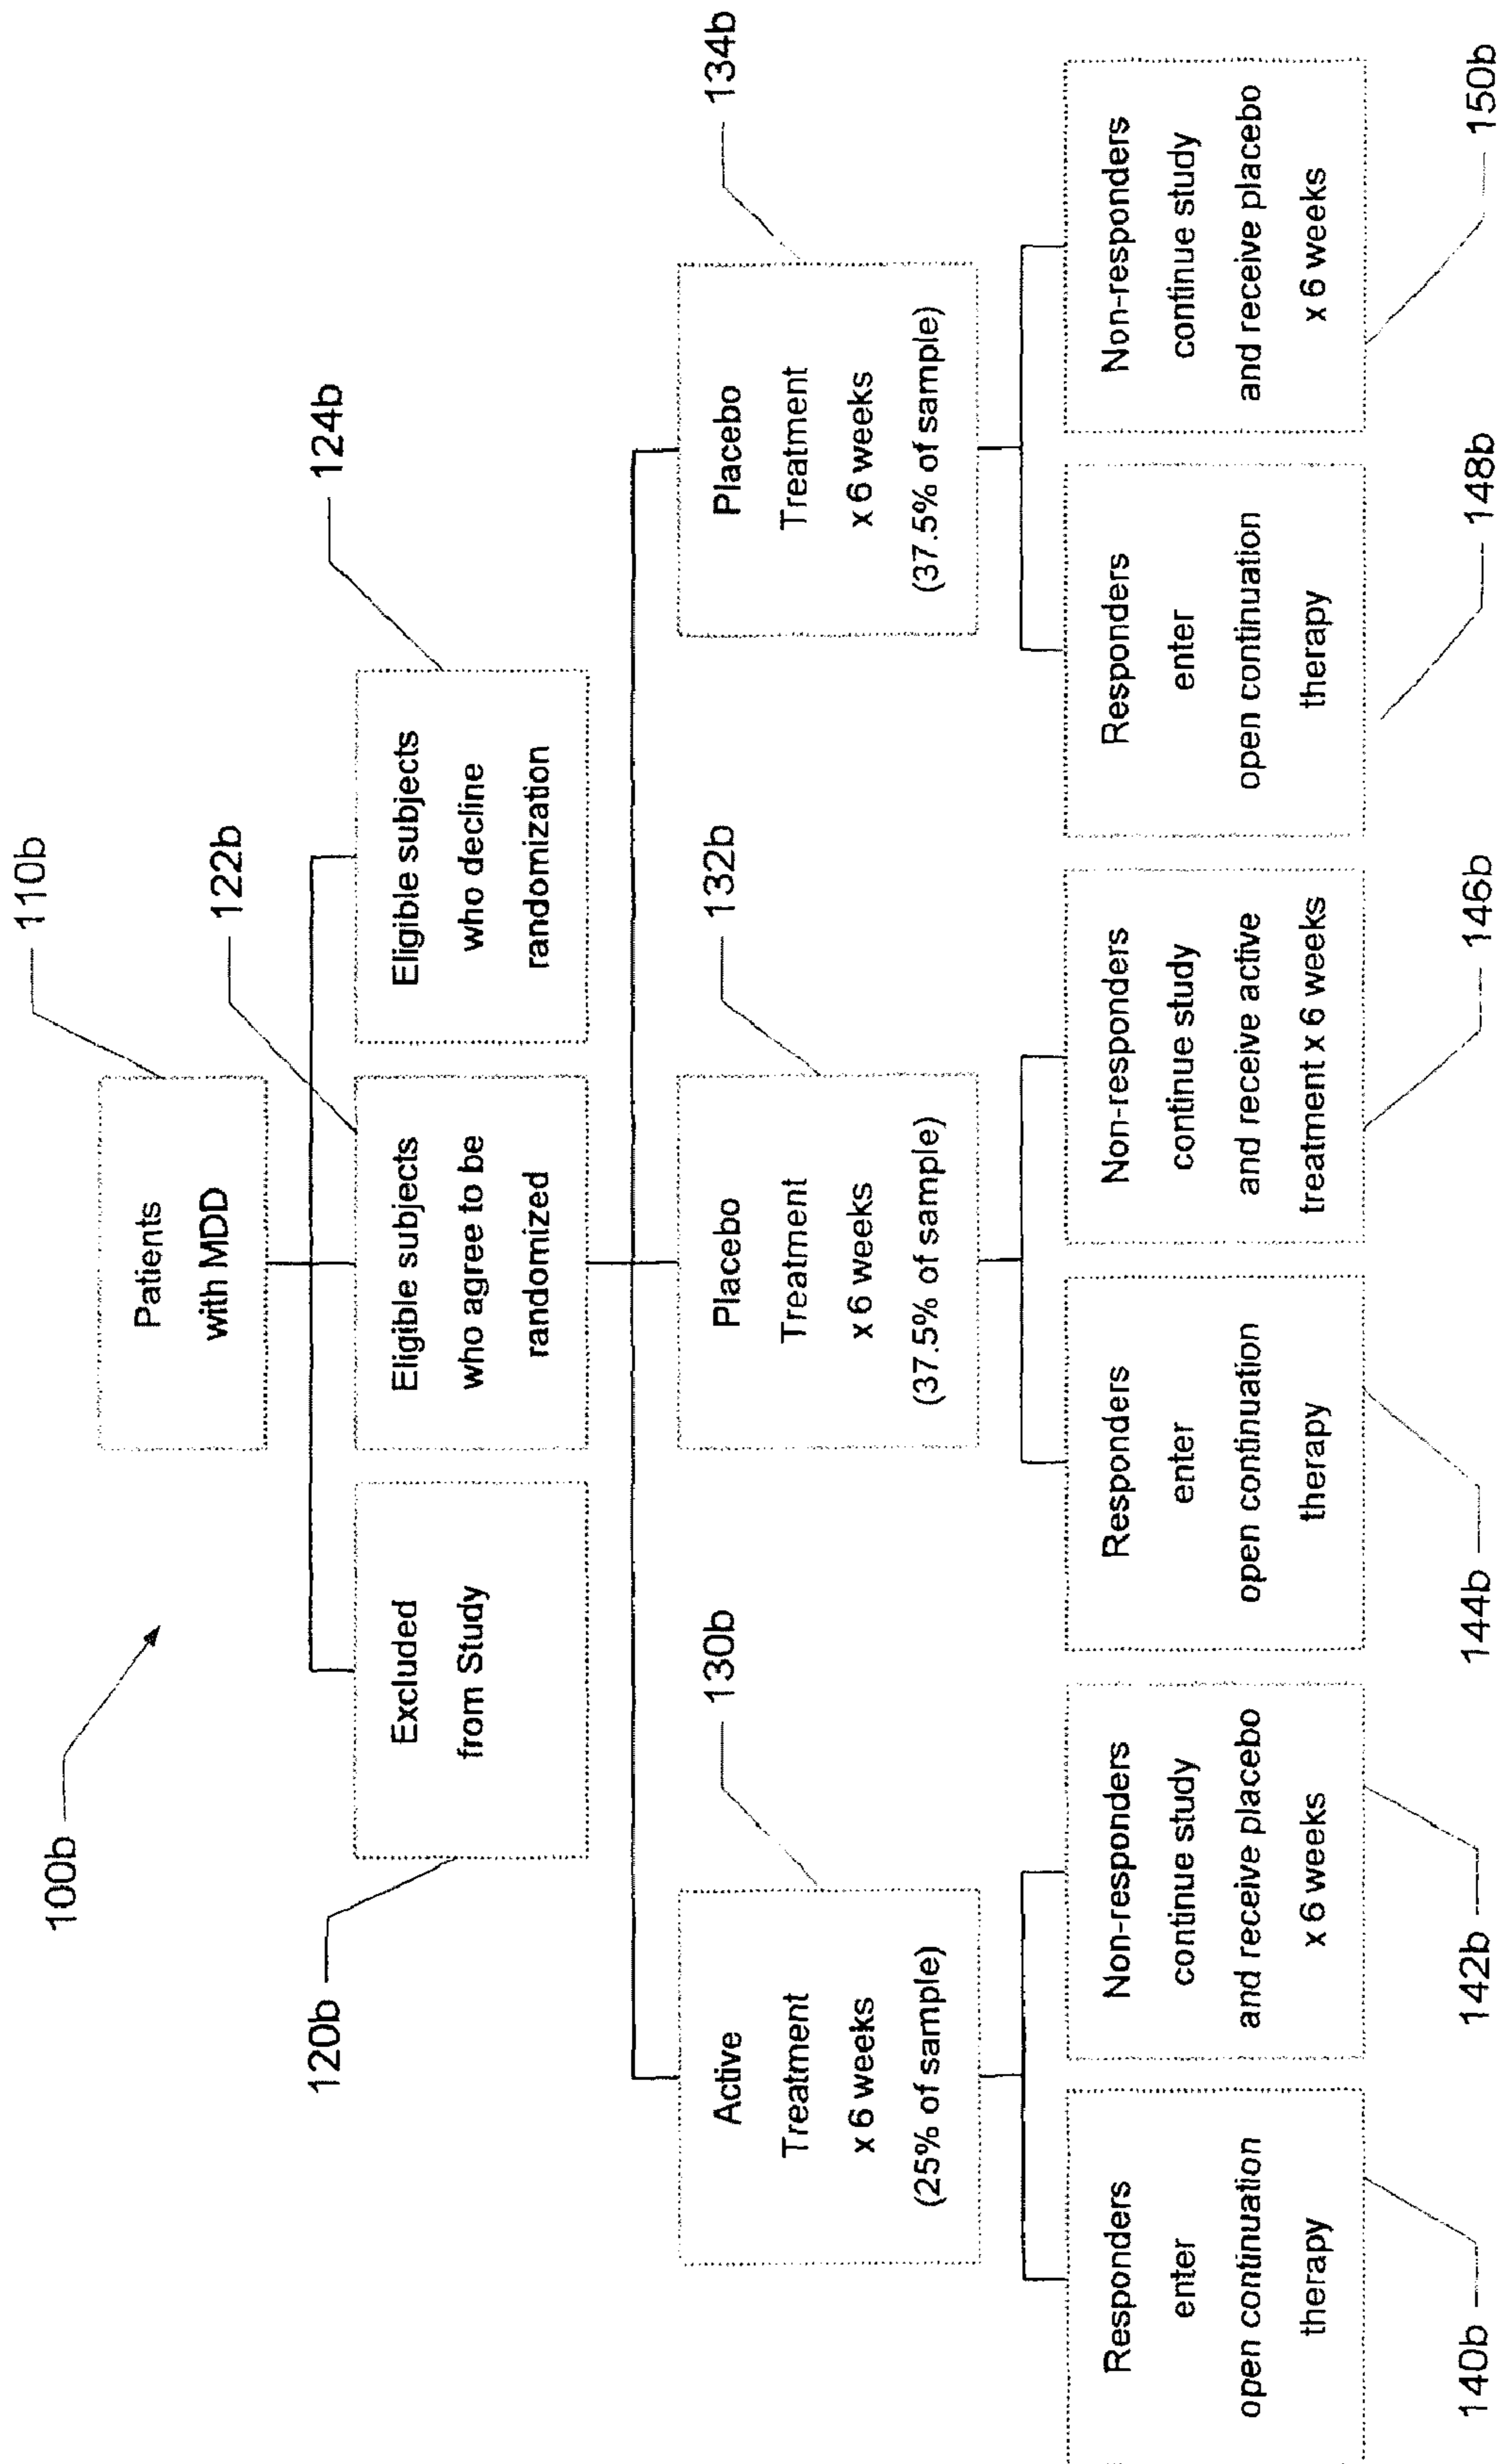 100b
110b
Patients
with MDD
120b
122b
124b
Excluded
from Study
Eligible subjects
who agree to be
randomized
Eligible subjects
who decline
randomization
130b
132b
134b
Active
Treatment
x 6 weeks
(25% of sample)
Placebo
Treatment
x 6 weeks
(37.5% of sample)
Placebo
Treatment
x 6 weeks
(37.5% of sample)
Responders
enter
open continuation
therapy
Non-responders
continue study
and receive placebo
x 6 weeks
Responders
enter
open continuation
therapy
Non-responders
continue study
and receive active
treatment x 6 weeks
Responders
enter
open continuation
therapy
Non-responders
continue study
and receive placebo
x 6 weeks
140b
142b
144b
146b
148b
150b